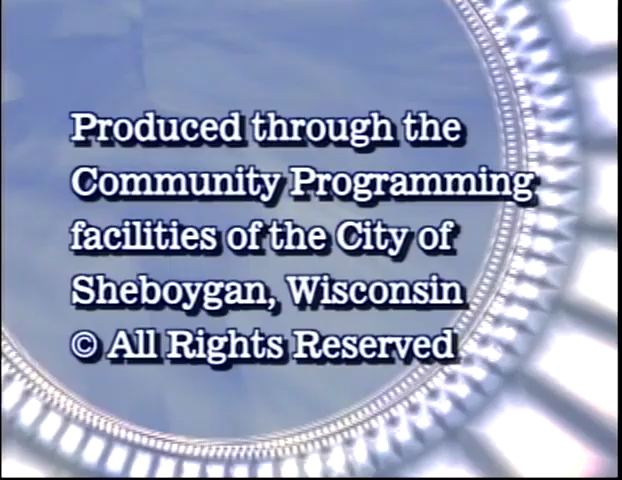 Produced through the
Community Programming
facilities of the City of
Sheboygan, Wisconsin
© All Rights Reserved